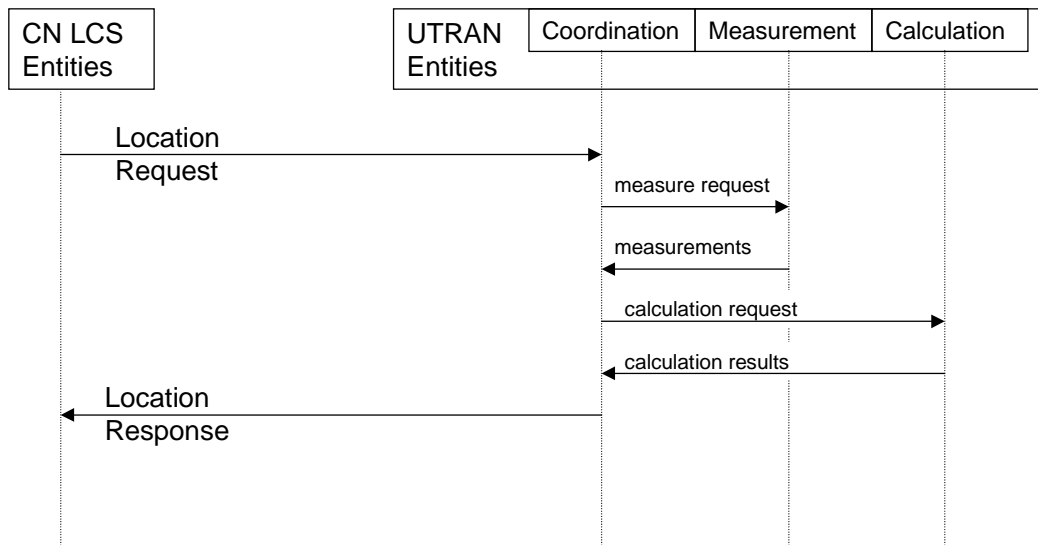 CN LCS
Entities
UTRAN
Entities
Coordination
Measurement
Calculation
Location
Request
measure request
measurements
calculation request
calculation results
Location
Response